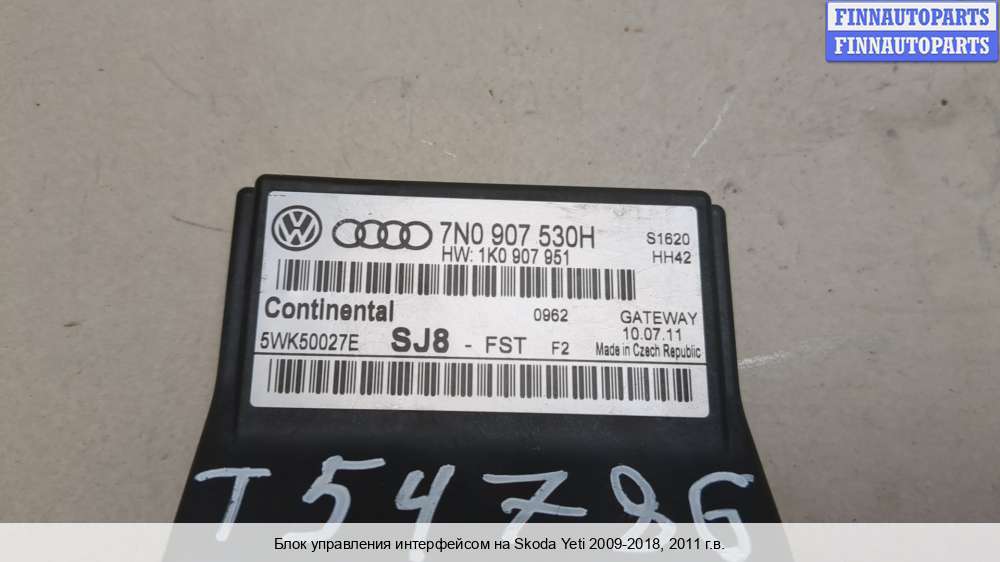 FINNAUTOPARTS
FINNAUTOPARTS
7N0 907 530H
S1620
HW: 1K0 907 951
HH42
Continental
0962
GATEWAY
10.07.11
5WK50027E
SJ8 - FST F2
Made in Czech Republic
T54786
Блок управления интерфейсом на Skoda Yeti 2009-2018, 2011 г.в.